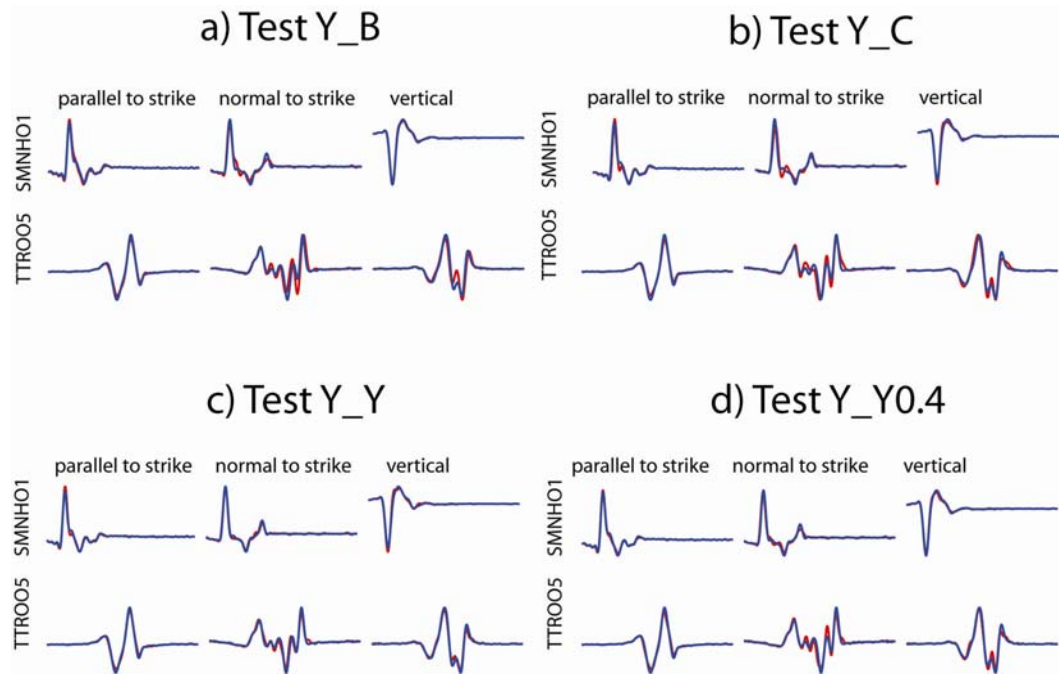 a) Test Y_B
parallel to strike normal to strike vertical
SMNHO1
TTROO5
b) Test Y_C
parallel to strike normal to strike vertical
SMNHO1
TTROO5
c) Test Y_Y
parallel to strike normal to strike vertical
SMNHO1
TTROO5
d) Test Y_Y0.4
parallel to strike normal to strike vertical
SMNHO1
TTROO5